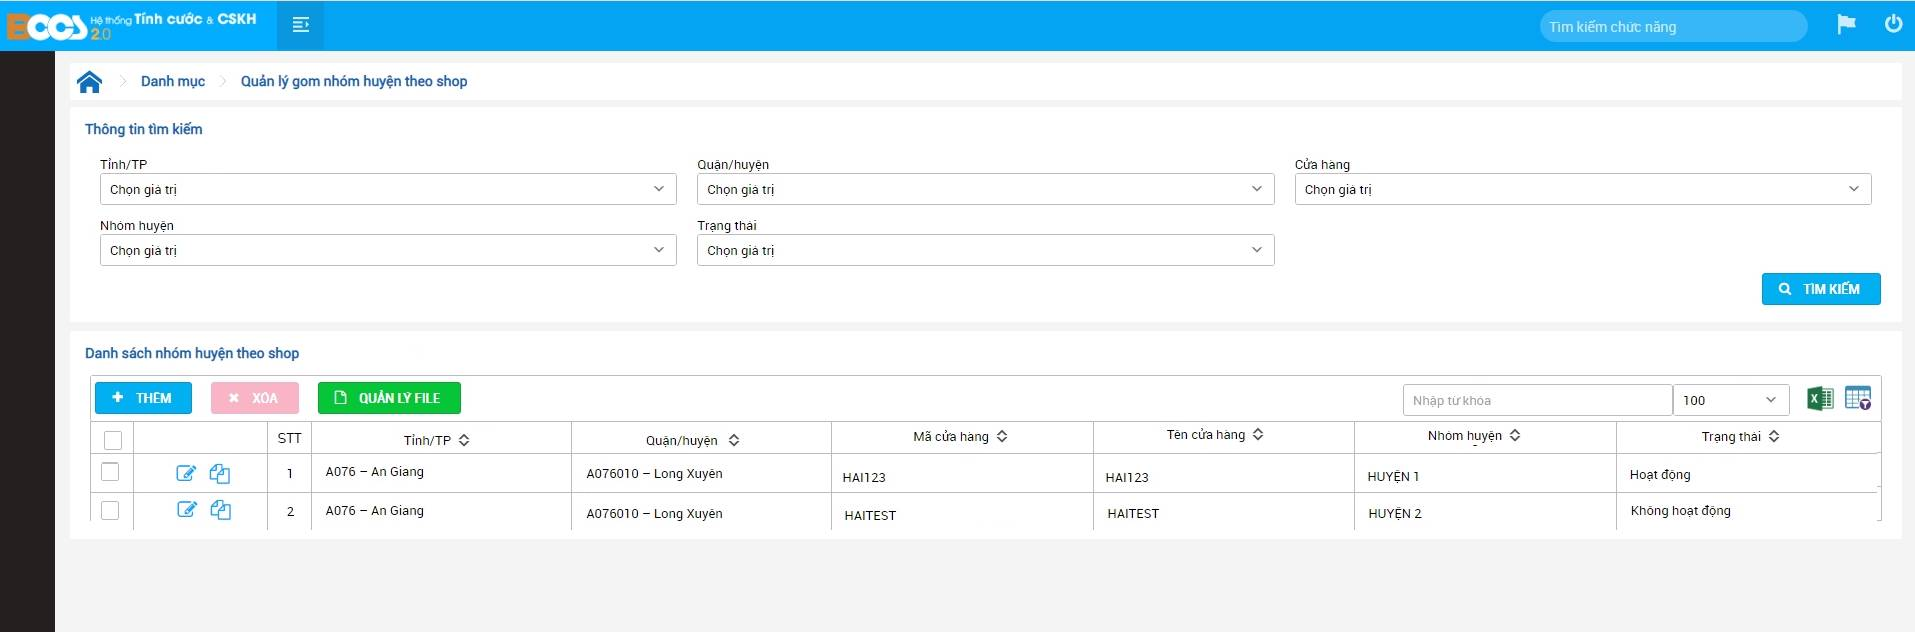 BCCS 2.0 Hệ thống Tính cước & CSKH
Tìm kiếm chức năng
Danh mục
Quản lý gom nhóm huyện theo shop
Thông tin tìm kiếm
Tỉnh/TP Quận/huyện Cửa hàng
Chọn giá trị Chọn giá trị Chọn giá trị
Nhóm huyện Trạng thái
Chọn giá trị Chọn giá trị
TÌM KIẾM
Danh sách nhóm huyện theo shop
THÊM XÓA QUẢN LÝ FILE Nhập từ khóa 100
STT Tỉnh/TP Quận/huyện Mã cửa hàng Tên cửa hàng Nhóm huyện Trạng thái
1 A076 – An Giang A076010 – Long Xuyên HAI123 HAI123 HUYỆN 1 Hoạt động
2 A076 – An Giang A076010 – Long Xuyên HAITEST HAITEST HUYỆN 2 Không hoạt động